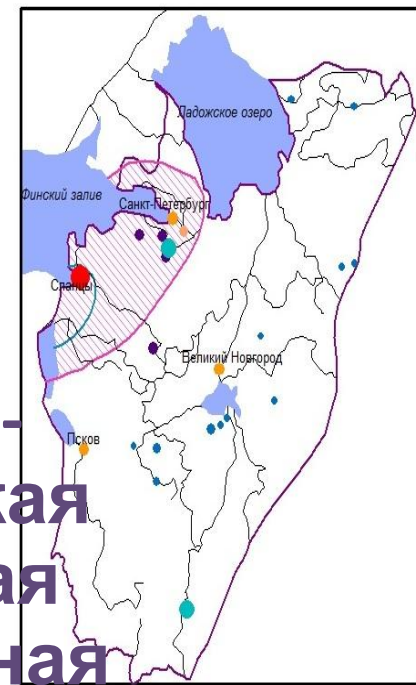 Ладожское озеро
Финский залив
Санкт-Петербург
Сланцы
Великий Новгород
Псков
-
кая
ая
ная